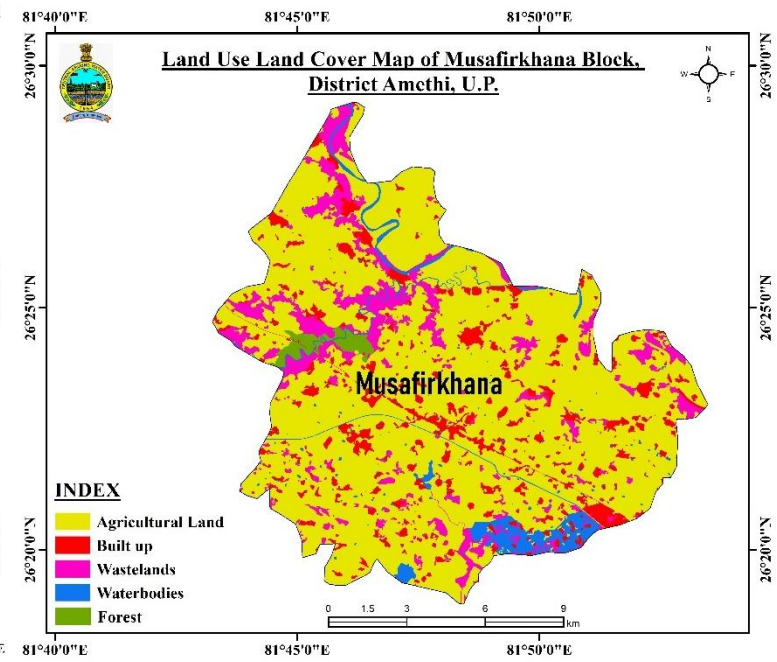 81°40'0"E 81°45'0"E 81°50'0"E
Land Use Land Cover Map of Musafirkhana Block,
District Amethi, U.P.
N
W E
S
26°30'0"N 26°30'0"N
26°25'0"N 26°25'0"N
Musafirkhana
26°20'0"N 26°20'0"N
INDEX
Agricultural Land
Built up
Wastelands
Waterbodies
Forest
0 1.5 3 6 9
km
E 81°40'0"E 81°45'0"E 81°50'0"E